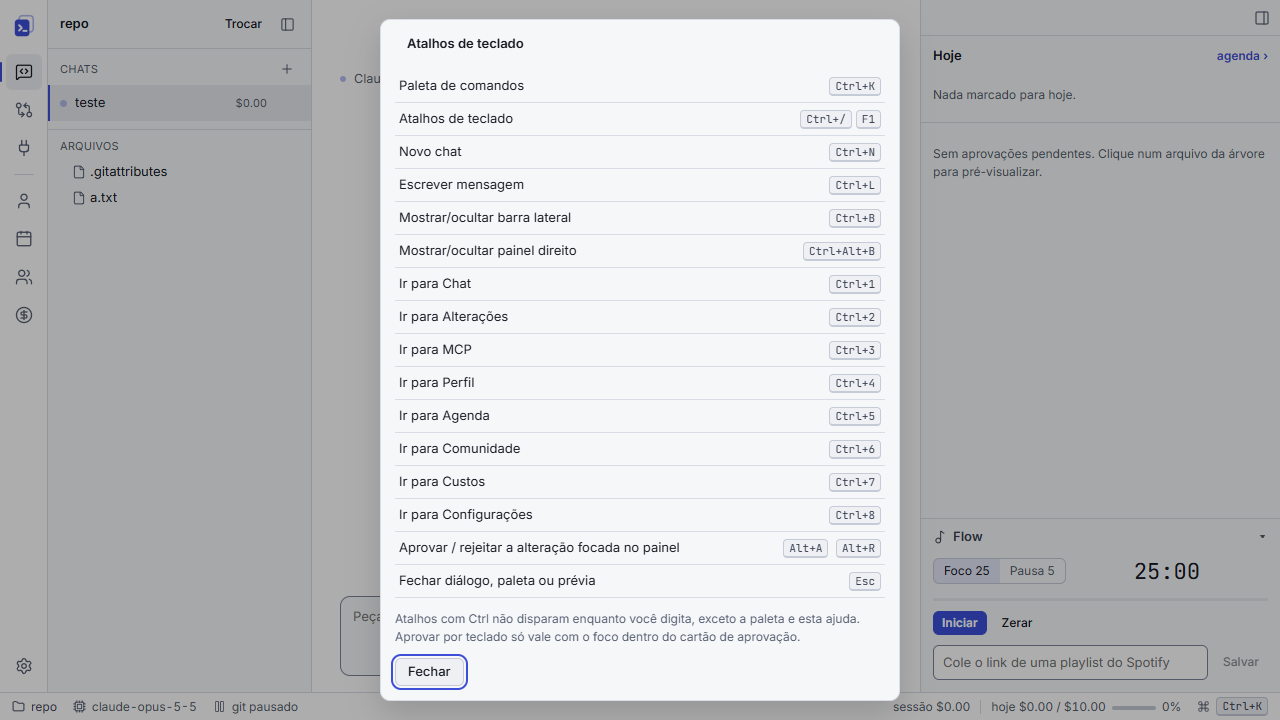 repo
Trocar
CHATS
teste
$0.00
ARQUIVOS
.gitattributes
a.txt
Clau
Peça
Atalhos de teclado
Paleta de comandos Ctrl+K
Atalhos de teclado Ctrl+/ F1
Novo chat Ctrl+N
Escrever mensagem Ctrl+L
Mostrar/ocultar barra lateral Ctrl+B
Mostrar/ocultar painel direito Ctrl+Alt+B
Ir para Chat Ctrl+1
Ir para Alterações Ctrl+2
Ir para MCP Ctrl+3
Ir para Perfil Ctrl+4
Ir para Agenda Ctrl+5
Ir para Comunidade Ctrl+6
Ir para Custos Ctrl+7
Ir para Configurações Ctrl+8
Aprovar / rejeitar a alteração focada no painel Alt+A Alt+R
Fechar diálogo, paleta ou prévia Esc
Atalhos com Ctrl não disparam enquanto você digita, exceto a paleta e esta ajuda.
Aprovar por teclado só vale com o foco dentro do cartão de aprovação.
Fechar
Hoje
agenda ›
Nada marcado para hoje.
Sem aprovações pendentes. Clique num arquivo da árvore
para pré-visualizar.
Flow
Foco 25 Pausa 5 25:00
Iniciar Zerar
Cole o link de uma playlist do Spotify Salvar
repo claude-opus-5-5 git pausado
sessão $0.00 hoje $0.00 / $10.00 0% ⌘ Ctrl+K